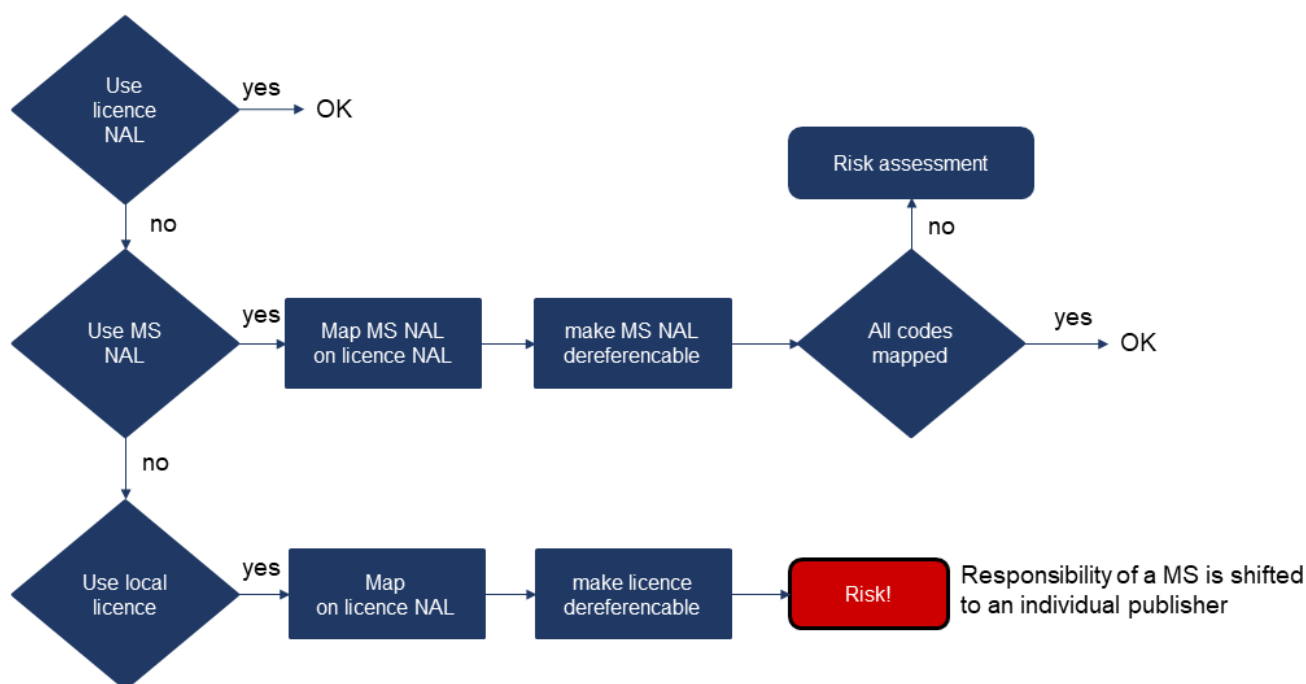 Use
licence
NAL
yes
OK
no
Risk assessment
no
Use MS
NAL
yes
Map MS NAL
on licence NAL
make MS NAL
dereferencable
All codes
mapped
yes
OK
no
Use local
licence
yes
Map
on licence NAL
make licence
dereferencable
Risk!
Responsibility of a MS is shifted
to an individual publisher